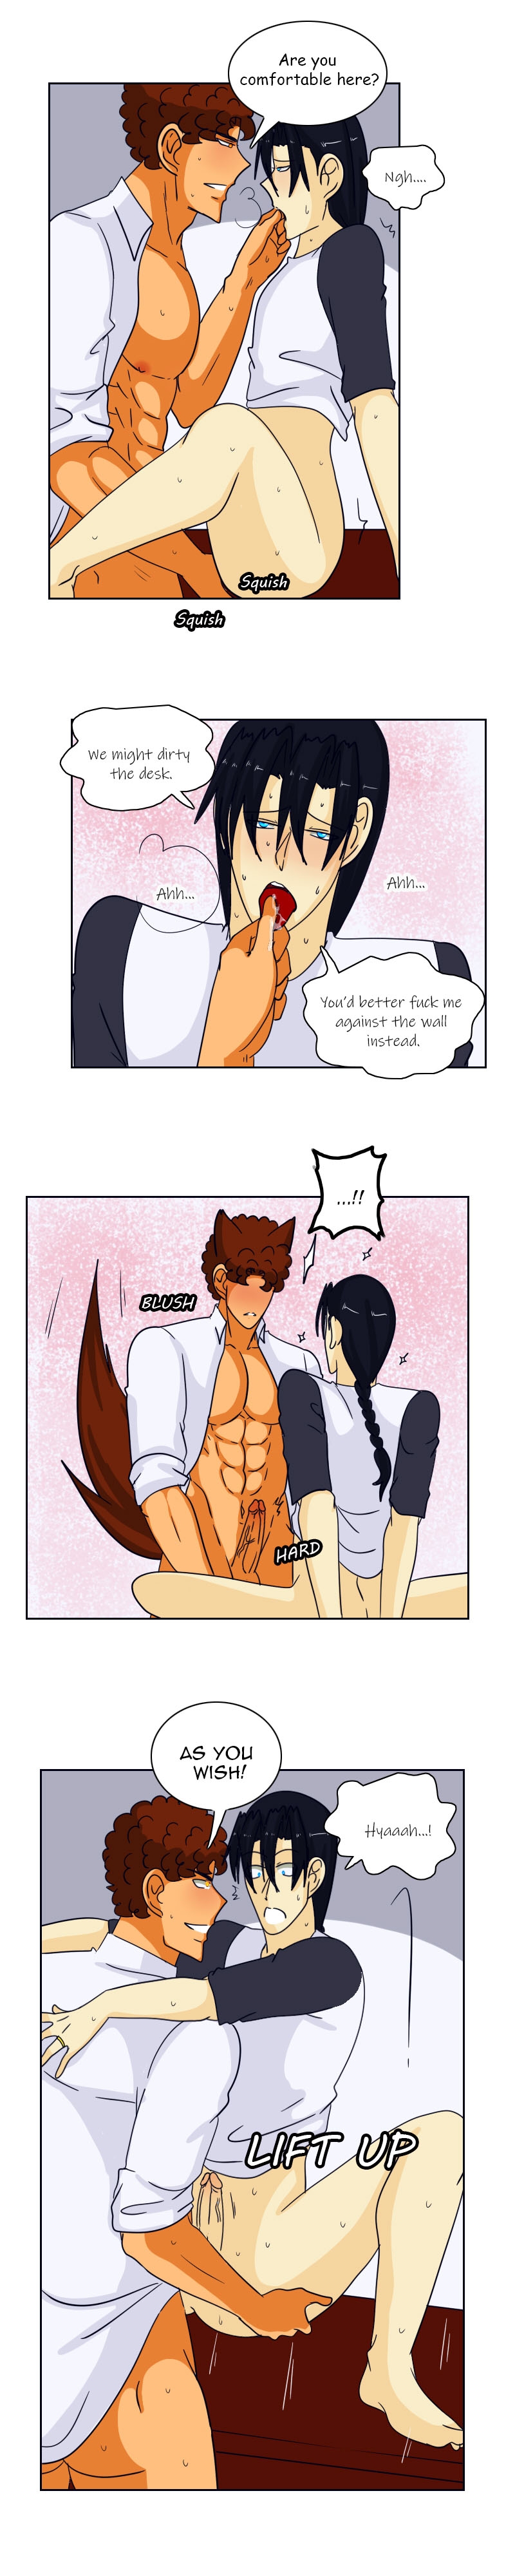 Are you
comfortable here?
Ngh....
Squish
Squish
We might dirty
the desk.
Ahh...
Ahh...
You'd better fuck me
against the wall
instead.
...!!
BLUSH
HARD
AS YOU
WISH!
Hyaaah...!
LIFT UP